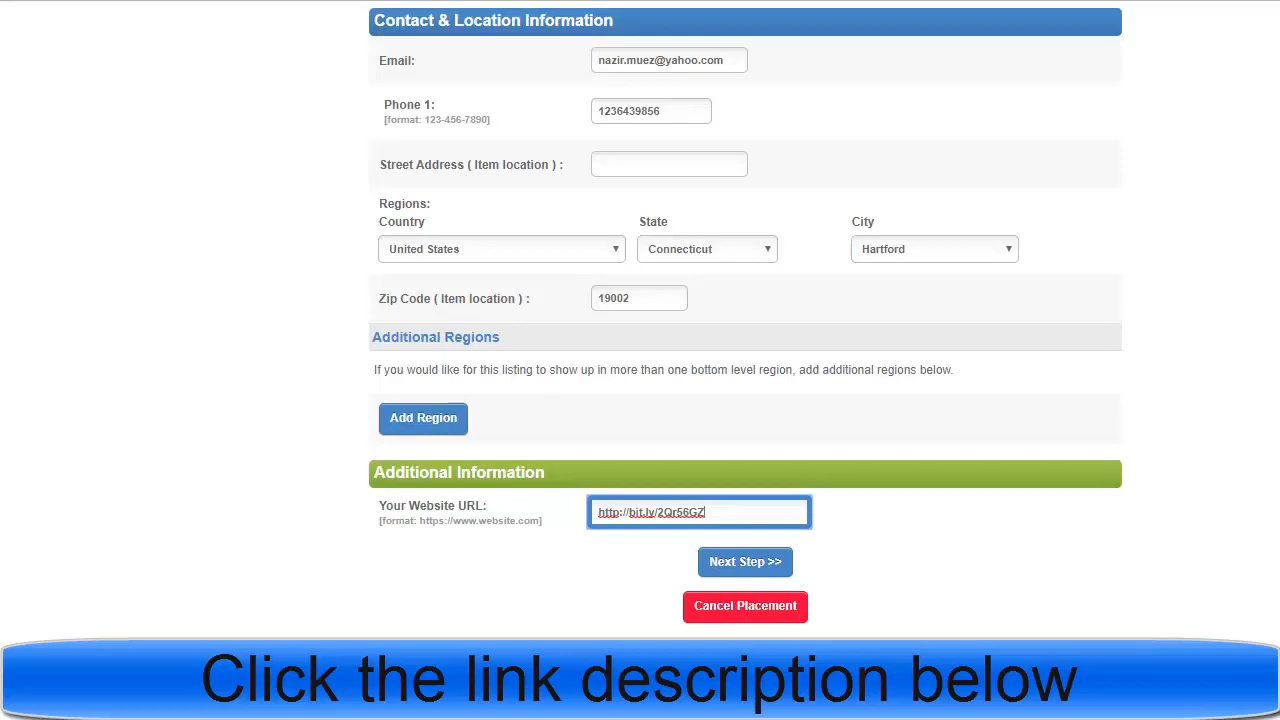 Contact & Location Information
Email:
nazir.muez@yahoo.com
Phone 1:
[format: 123-456-7890]
1236439856
Street Address ( Item location ) :
Regions:
Country State City
United States Connecticut Hartford
Zip Code ( Item location ) :
19002
Additional Regions
If you would like for this listing to show up in more than one bottom level region, add additional regions below.
Add Region
Additional Information
Your Website URL:
[format: https://www.website.com]
http://bit.ly/2Qr56GZ
Next Step >>
Cancel Placement
Click the link description below